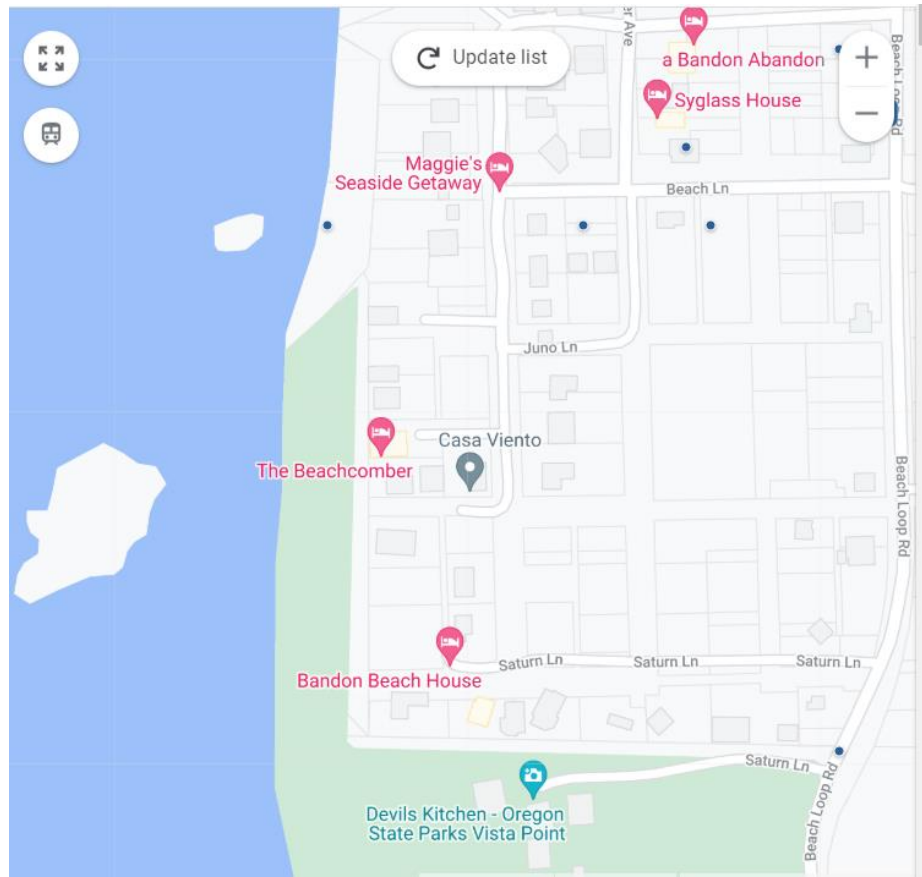 er Ave
Beach Loop Rd
Update list
a Bandon Abandon
Syglass House
Maggie's
Seaside Getaway
Beach Ln
Juno Ln
Casa Viento
The Beachcomber
Beach Loop Rd
Saturn Ln
Saturn Ln
Saturn Ln
Bandon Beach House
Saturn Ln
Beach Loop Rd
Devils Kitchen - Oregon
State Parks Vista Point